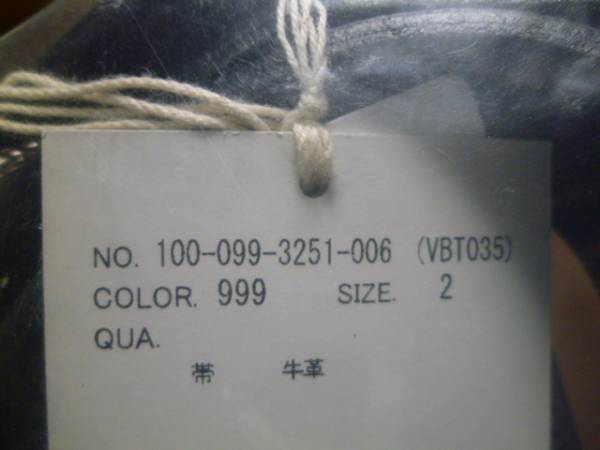 NO. 100-099-3251-006 (VBT035)
COLOR. 999 SIZE. 2
QUA.
帯 牛革